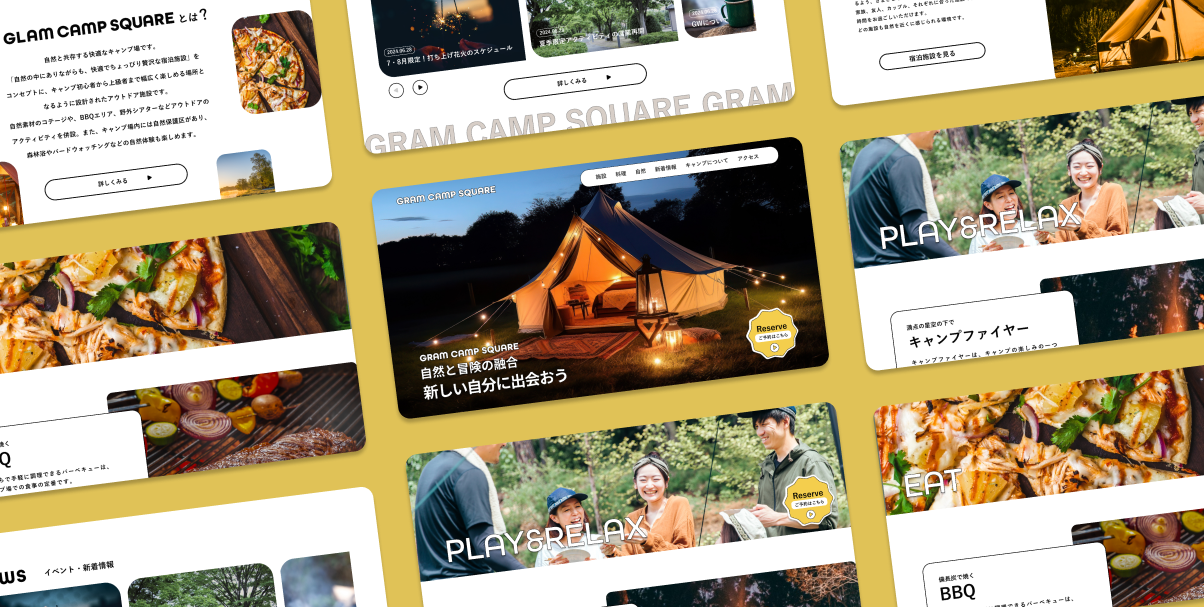 GLAM CAMP SQUARE とは？
自然と共存する快適なキャンプ場です。
「自然の中にありながらも、快適でちょっぴり贅沢な宿泊施設」を
コンセプトに、キャンプ初心者から上級者まで幅広く楽しめる場所と
なるように設計されたアウトドア施設です。
自然素材のコテージや、BBQエリア、野外シアターなどアウトドアの
アクティビティを併設。また、キャンプ場内には自然保護区があり、
森林浴やバードウォッチングなどの自然体験も楽しめます。
詳しくみる
2024.06.28
7・8月限定！打ち上げ花火のスケジュール
2024.06.21
夏季限定アクティビティの営業再開
GWについ
詳しくみる
GRAM CAMP SQUARE GRAM
家族、友人、カップル、それぞれに合った
時間をお過ごしいただけます。
どの施設も自然を近くに感じられる環境です。
宿泊施設を見る
GRAM CAMP SQUARE
施設 料理 自然 新着情報 キャンプについて アクセス
GRAM CAMP SQUARE
自然と冒険の融合
新しい自分に出会おう
Reserve
ご予約はこちら
PLAY&RELAX
満点の星空の下で
キャンプファイヤー
キャンプファイヤーは、キャンプの楽しみの一つ
焼く
Q
ちで手軽に調理できるバーベキューは、
プ場での食事の定番です。
PLAY&RELAX
Reserve
ご予約はこちら
EAT
備長炭で焼く
BBQ
調理できるバーベキューは、
WS イベント・新着情報